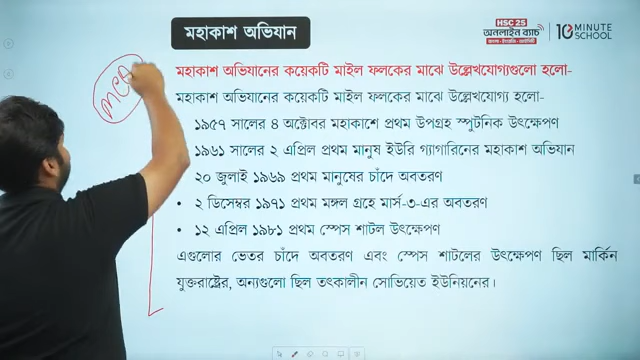 মহাকাশ অভিযান
HSC 25
অনলাইন ব্যাচ
বাংলা · ইংরেজি · আইসিটি
10 MINUTE SCHOOL
MCQ
মহাকাশ অভিযানের কয়েকটি মাইল ফলকের মাঝে উল্লেখযোগ্যগুলো হলো-
মহাকাশ অভিযানের কয়েকটি মাইল ফলকের মাঝে উল্লেখযোগ্য হলো-
১৯৫৭ সালের ৪ অক্টোবর মহাকাশে প্রথম উপগ্রহ স্পুটনিক উৎক্ষেপণ
১৯৬১ সালের ২ এপ্রিল প্রথম মানুষ ইউরি গ্যাগারিনের মহাকাশ অভিযান
২০ জুলাই ১৯৬৯ প্রথম মানুষের চাঁদে অবতরণ
• ২ ডিসেম্বর ১৯৭১ প্রথম মঙ্গল গ্রহে মার্স-৩-এর অবতরণ
• ১২ এপ্রিল ১৯৮১ প্রথম স্পেস শাটল উৎক্ষেপণ
এগুলোর ভেতর চাঁদে অবতরণ এবং স্পেস শাটলের উৎক্ষেপণ ছিল মার্কিন
যুক্তরাষ্ট্রের, অন্যগুলো ছিল তৎকালীন সোভিয়েত ইউনিয়নের।